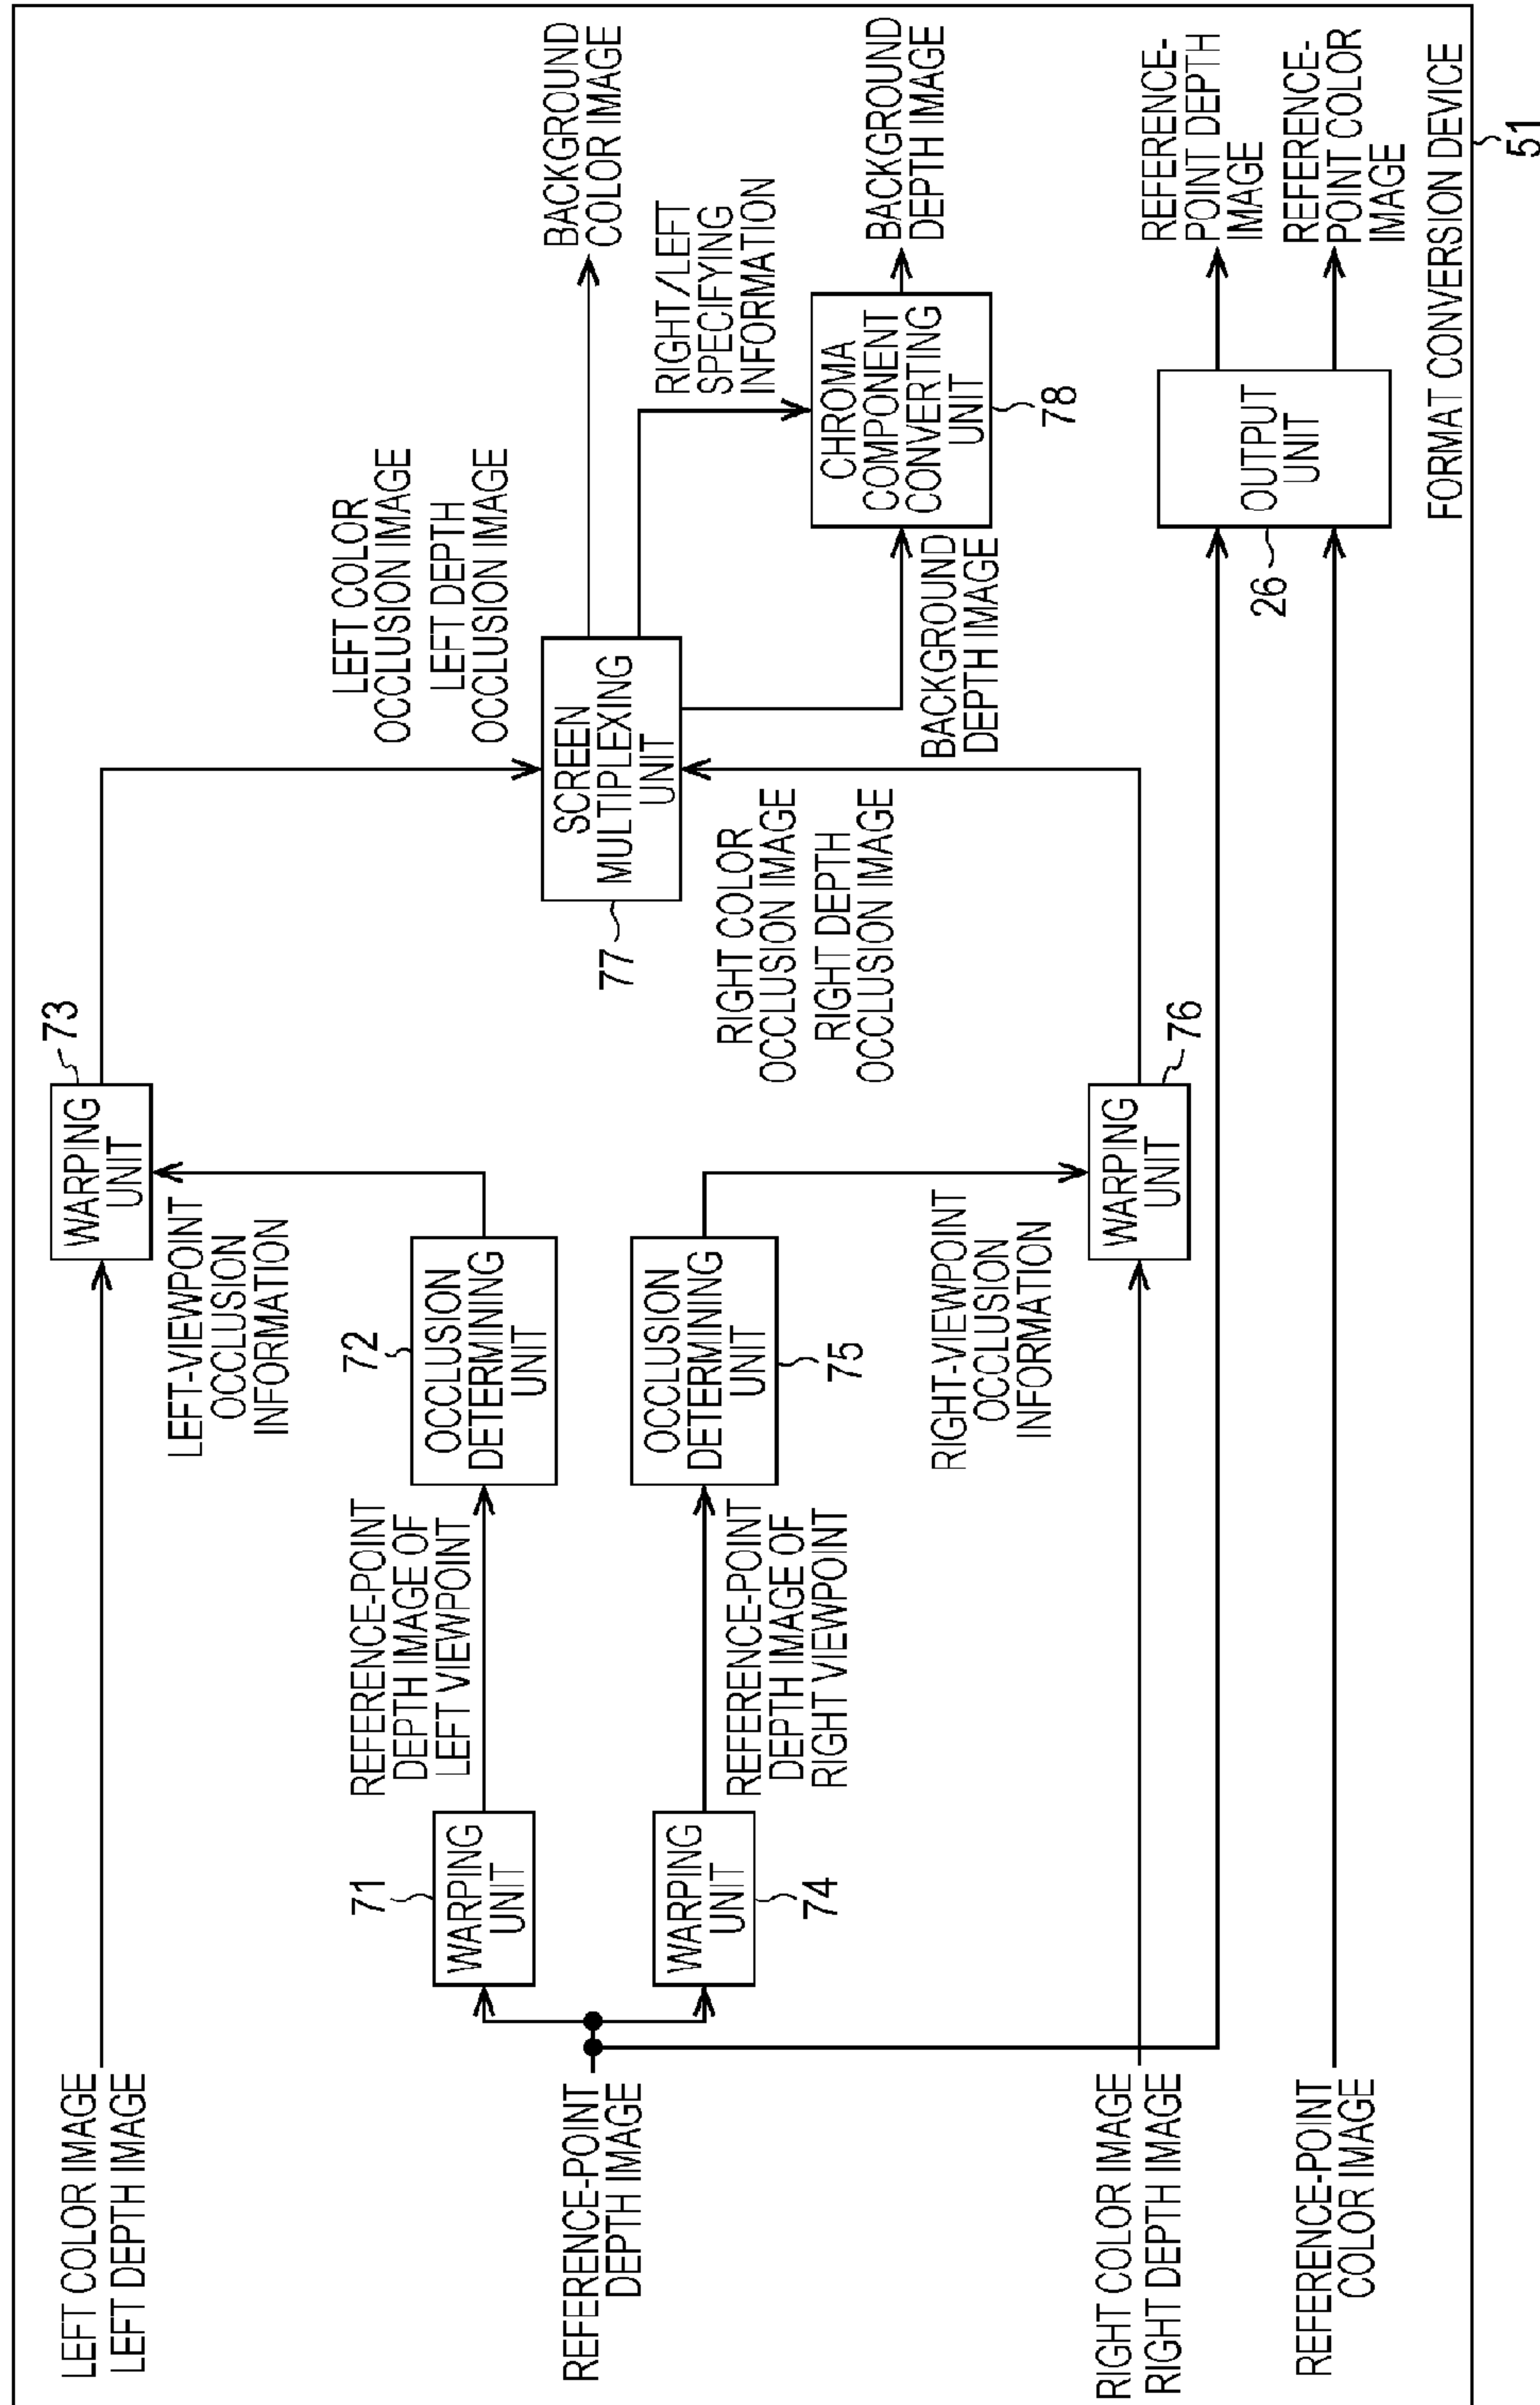 LEFT COLOR IMAGE
LEFT DEPTH IMAGE
WARPING
UNIT
73
LEFT-VIEWPOINT
OCCLUSION
INFORMATION
LEFT COLOR
OCCLUSION IMAGE
LEFT DEPTH
OCCLUSION IMAGE
REFERENCE-POINT
DEPTH IMAGE
71
WARPING
UNIT
REFERENCE-POINT
DEPTH IMAGE OF
LEFT VIEWPOINT
72
OCCLUSION
DETERMINING
UNIT
WARPING
UNIT
74
REFERENCE-POINT
DEPTH IMAGE OF
RIGHT VIEWPOINT
OCCLUSION
DETERMINING
UNIT
75
RIGHT-VIEWPOINT
OCCLUSION
INFORMATION
77
SCREEN
MULTIPLEXING
UNIT
BACKGROUND
COLOR IMAGE
RIGHT/LEFT
SPECIFYING
INFORMATION
RIGHT COLOR
OCCLUSION IMAGE
RIGHT DEPTH
OCCLUSION IMAGE
BACKGROUND
DEPTH IMAGE
CHROMA
COMPONENT
CONVERTING
UNIT
78
BACKGROUND
DEPTH IMAGE
RIGHT COLOR IMAGE
RIGHT DEPTH IMAGE
WARPING
UNIT
76
REFERENCE-POINT
COLOR IMAGE
26
OUTPUT
UNIT
REFERENCE-
POINT DEPTH
IMAGE
REFERENCE-
POINT COLOR
IMAGE
FORMAT CONVERSION DEVICE
51